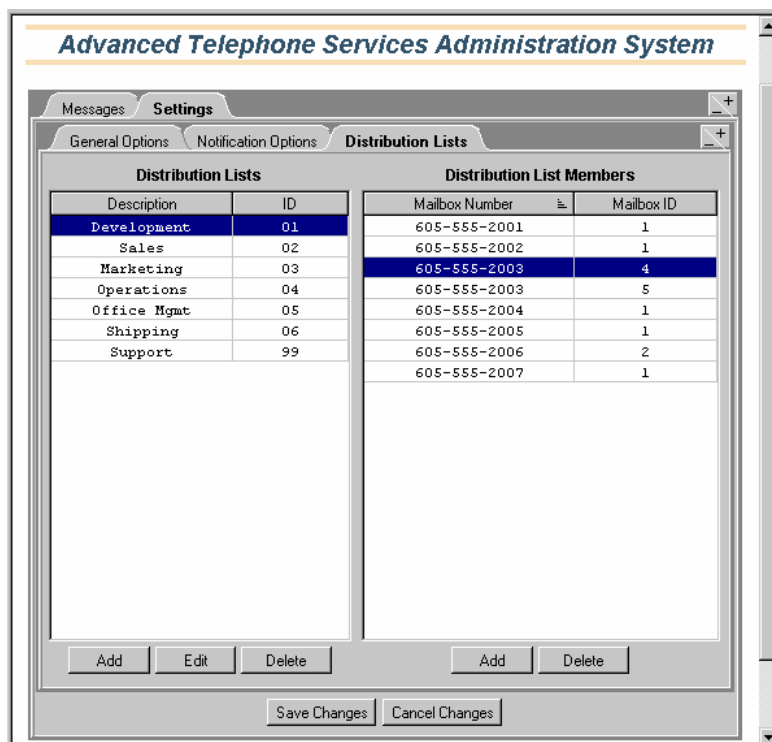 Advanced Telephone Services Administration System
Messages Settings
General Options Notification Options Distribution Lists
Distribution Lists
Description ID
Development 01
Sales 02
Marketing 03
Operations 04
Office Mgmt 05
Shipping 06
Support 99
Add Edit Delete
Distribution List Members
Mailbox Number Mailbox ID
605-555-2001 1
605-555-2002 1
605-555-2003 4
605-555-2003 5
605-555-2004 1
605-555-2005 1
605-555-2006 2
605-555-2007 1
Add Delete
Save Changes Cancel Changes